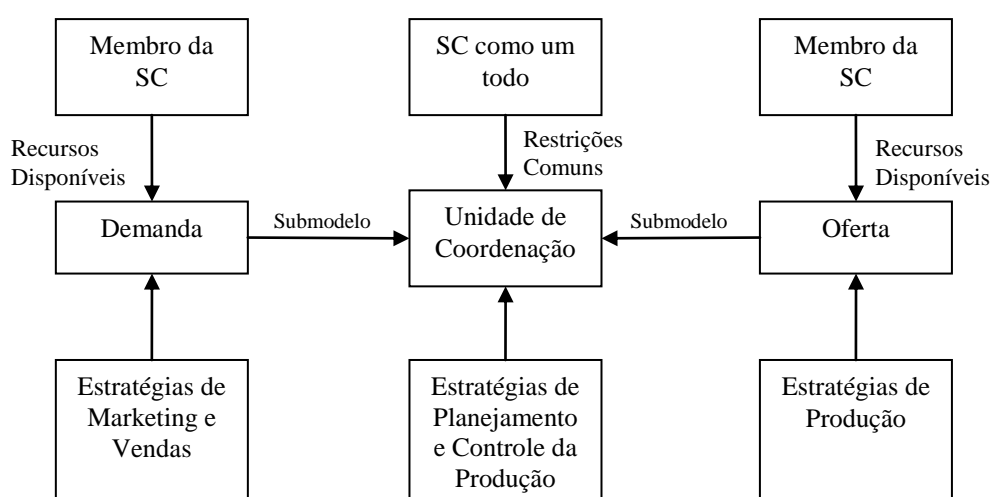 Membro da
SC
SC como um
todo
Membro da
SC
Recursos
Disponíveis
Restrições
Comuns
Recursos
Disponíveis
Demanda
Submodelo
Unidade de
Coordenação
Submodelo
Oferta
Estratégias de
Marketing e
Vendas
Estratégias de
Planejamento
e Controle da
Produção
Estratégias de
Produção